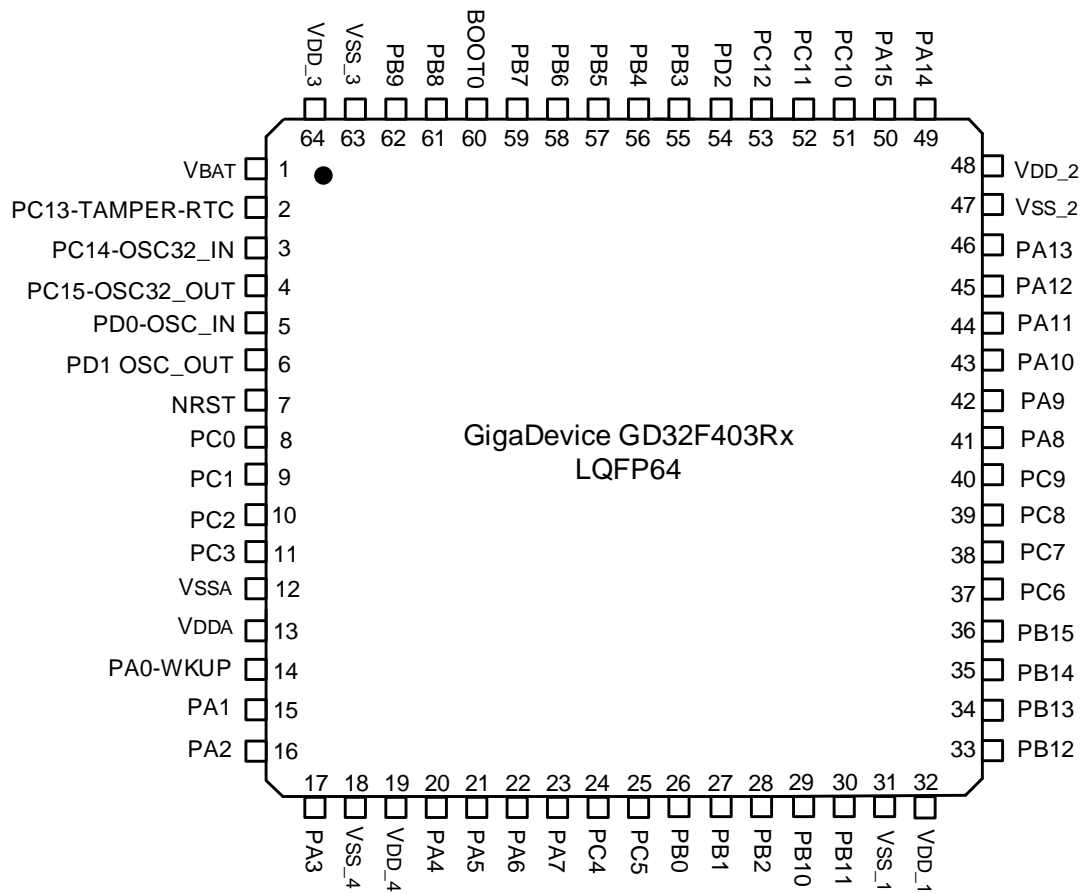 VDD_3
VSS_3
PB9
PB8
BOOT0
PB7
PB6
PB5
PB4
PB3
PD2
PC12
PC11
PC10
PA15
PA14
64 63 62 61 60 59 58 57 56 55 54 53 52 51 50 49
VBAT 1
PC13-TAMPER-RTC 2
PC14-OSC32_IN 3
PC15-OSC32_OUT 4
PD0-OSC_IN 5
PD1 OSC_OUT 6
NRST 7
PC0 8
PC1 9
PC2 10
PC3 11
VSSA 12
VDDA 13
PA0-WKUP 14
PA1 15
PA2 16
GigaDevice GD32F403Rx
LQFP64
48 VDD_2
47 VSS_2
46 PA13
45 PA12
44 PA11
43 PA10
42 PA9
41 PA8
40 PC9
39 PC8
38 PC7
37 PC6
36 PB15
35 PB14
34 PB13
33 PB12
17 18 19 20 21 22 23 24 25 26 27 28 29 30 31 32
PA3
VSS_4
VDD_4
PA4
PA5
PA6
PA7
PC4
PC5
PB0
PB1
PB2
PB10
PB11
VSS_1
VDD_1